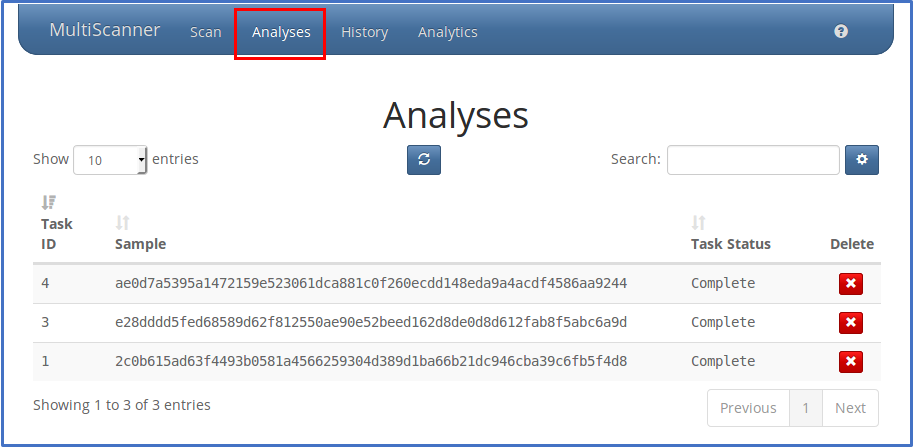 MultiScanner Scan Analyses History Analytics ?
Analyses
Show 10 entries Search:
Task
ID Sample Task Status Delete
4 ae0d7a5395a1472159e523061dca881c0f260ecdd148eda9a4acdf4586aa9244 Complete
3 e28dddd5fed68589d62f812550ae90e52beed162d8de0d8d612fab8f5abc6a9d Complete
1 2c0b615ad63f4493b0581a4566259304d389d1ba66b21dc946cba39c6fb5f4d8 Complete
Showing 1 to 3 of 3 entries Previous 1 Next